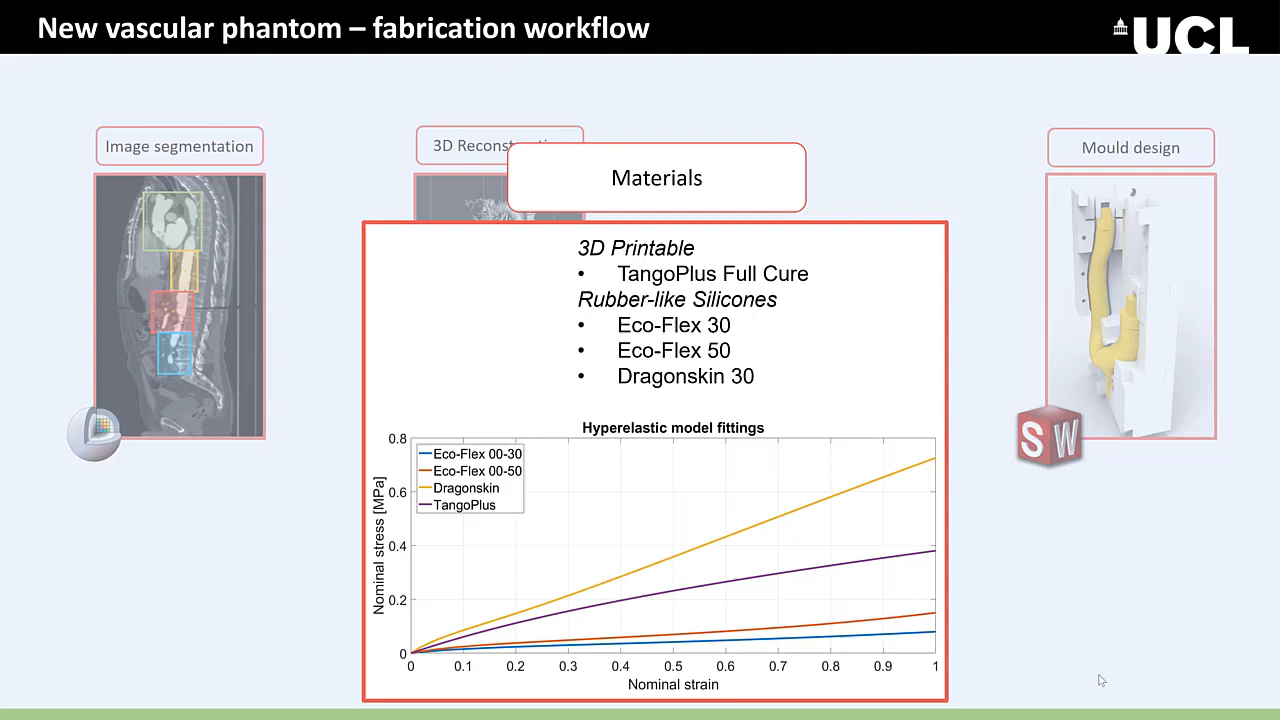 New vascular phantom – fabrication workflow
UCL
Image segmentation
3D Reconst
Materials
Mould design
3D Printable
• TangoPlus Full Cure
Rubber-like Silicones
• Eco-Flex 30
• Eco-Flex 50
• Dragonskin 30
SW
Hyperelastic model fittings
Nominal stress [MPa]
0.8
0.6
0.4
0.2
0
Eco-Flex 00-30
Eco-Flex 00-50
Dragonskin
TangoPlus
0 0.1 0.2 0.3 0.4 0.5 0.6 0.7 0.8 0.9 1
Nominal strain